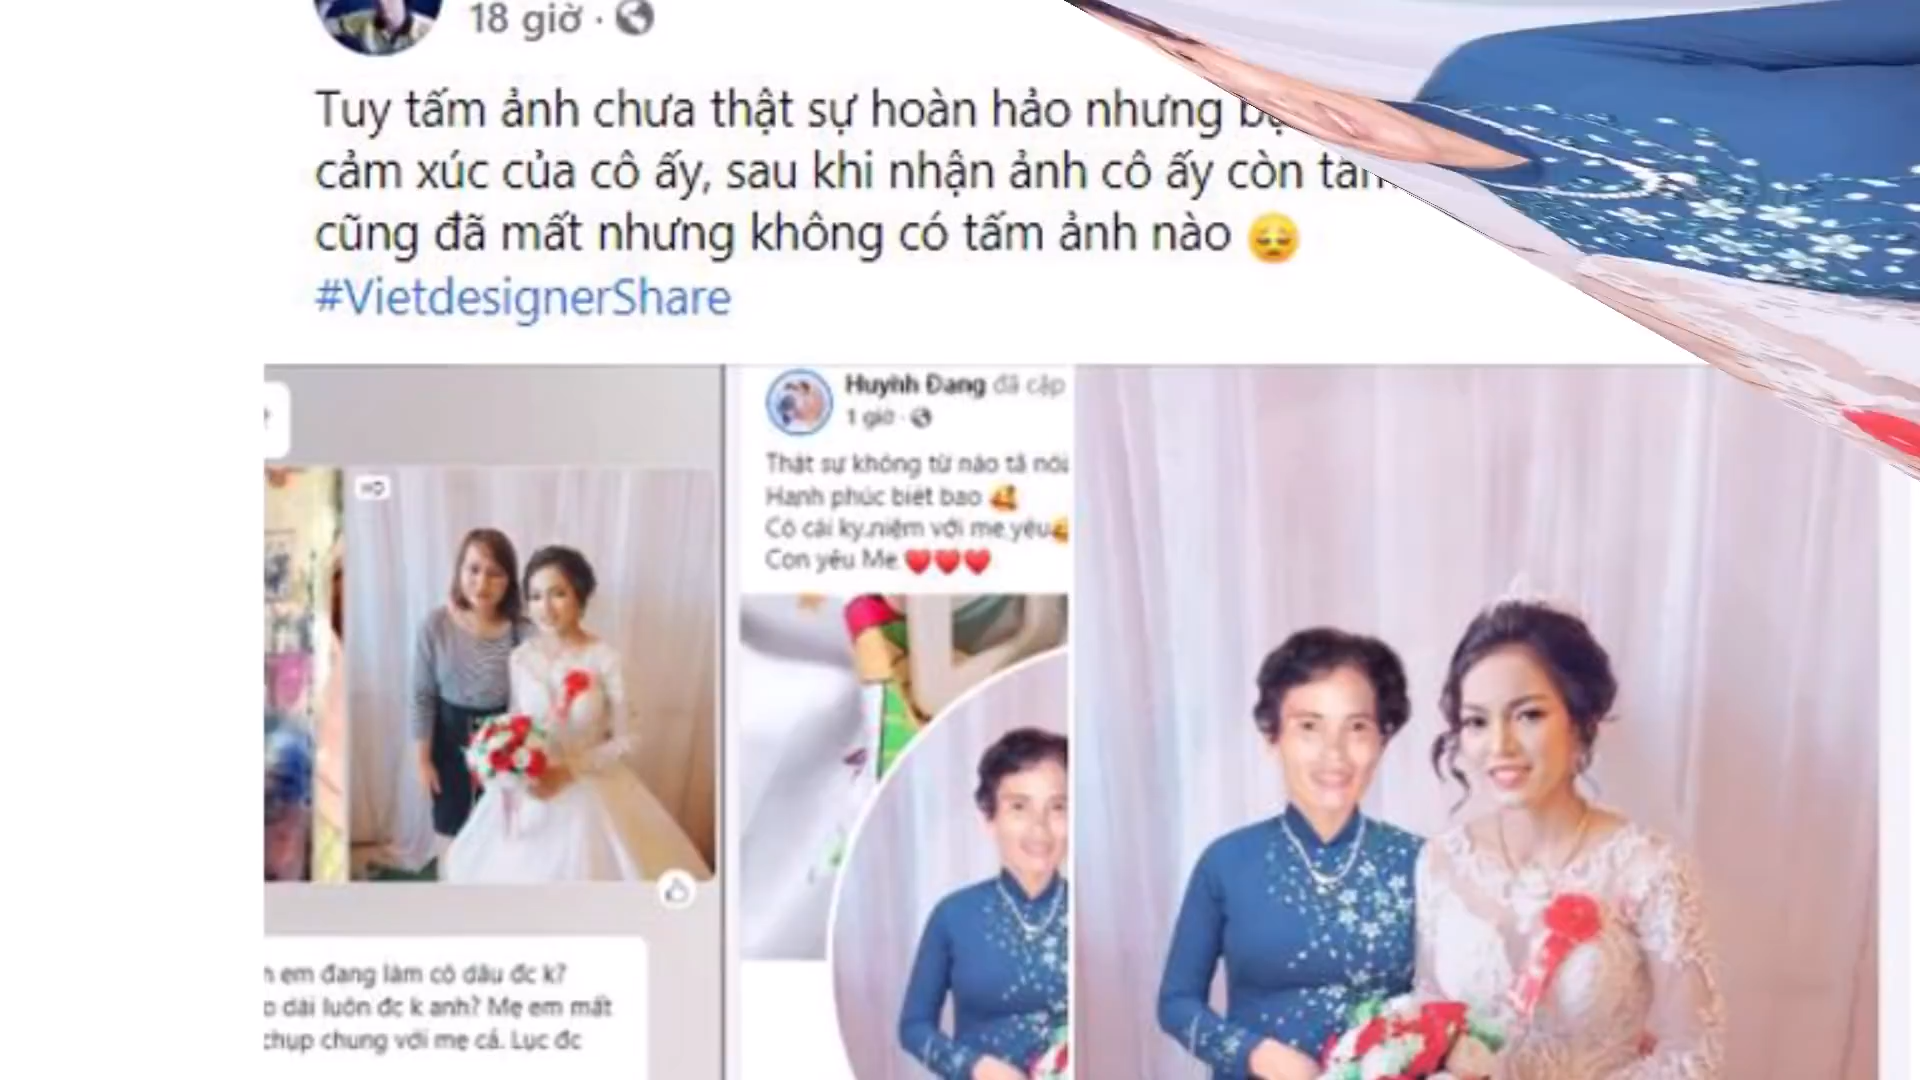 18 giờ ·
Tuy tấm ảnh chưa thật sự hoàn hảo nhưng
cảm xúc của cô ấy, sau khi nhận ảnh cô ấy còn
cũng đã mất nhưng không có tấm ảnh nào 😔
#VietdesignerShare
Huỳnh Đang đã cập
1 giờ ·
Thật sự không từ nào tả nổi
Hạnh phúc biết bao 🥰
Có cái kỷ.niệm với mẹ yêu
Con yêu Mẹ ❤❤❤
HD
em đang làm cô dâu đc k?
dài luôn đc k anh? Mẹ em mất
chụp chung với mẹ cả. Lục đc